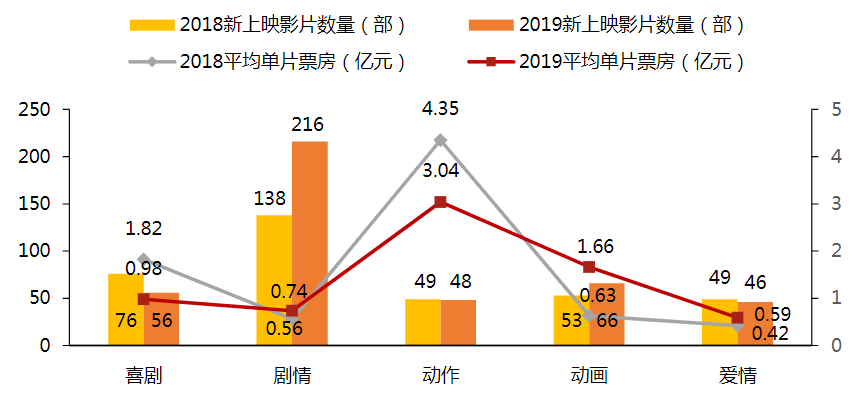 2018新上映影片数量（部） 2019新上映影片数量（部）
2018平均单片票房（亿元） 2019平均单片票房（亿元）
250 5
200 4
150 3
100 2
50 1
0 0
1.82 0.98 76 56
138 216 0.74 0.56
4.35 3.04 49 48
1.66 0.63 53 66
49 46 0.59 0.42
喜剧 剧情 动作 动画 爱情